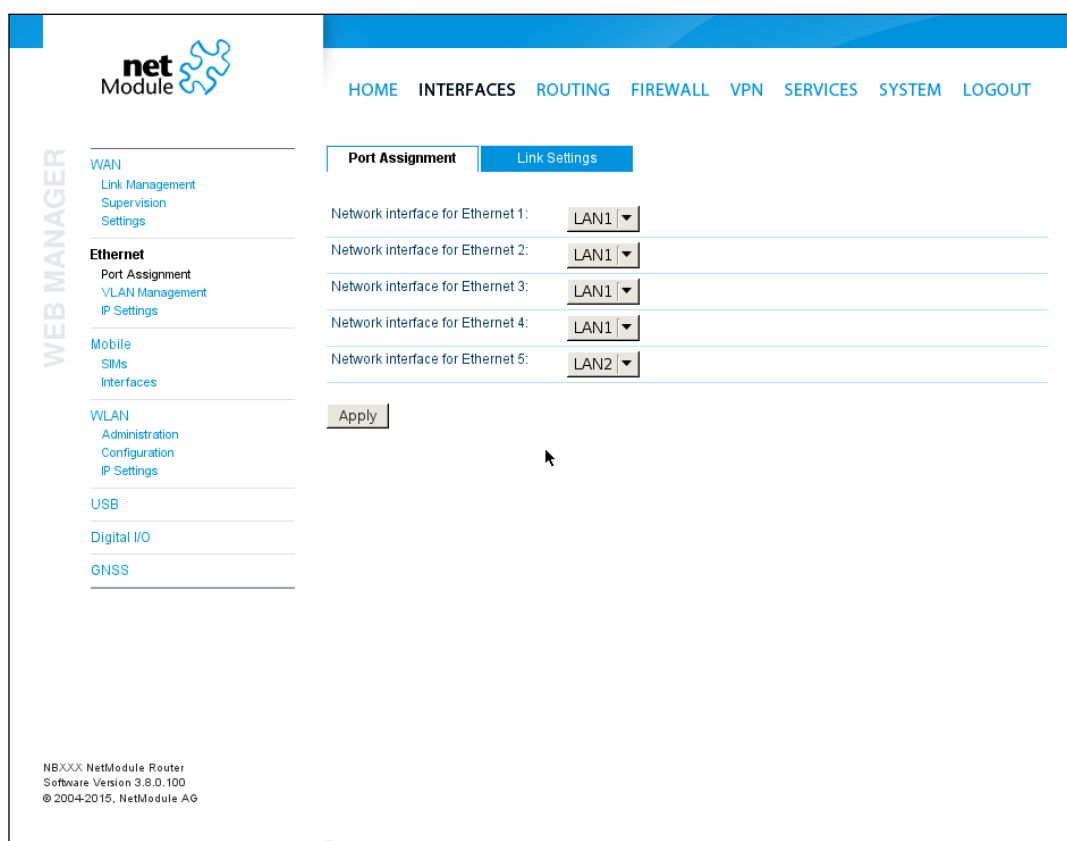 net
Module
HOME INTERFACES ROUTING FIREWALL VPN SERVICES SYSTEM LOGOUT
WEB MANAGER
WAN
Link Management
Supervision
Settings
Ethernet
Port Assignment
VLAN Management
IP Settings
Mobile
SIMs
Interfaces
WLAN
Administration
Configuration
IP Settings
USB
Digital I/O
GNSS
Port Assignment Link Settings
Network interface for Ethernet 1: LAN1
Network interface for Ethernet 2: LAN1
Network interface for Ethernet 3: LAN1
Network interface for Ethernet 4: LAN1
Network interface for Ethernet 5: LAN2
Apply
NBXXX NetModule Router
Software Version 3.8.0.100
© 2004-2015, NetModule AG